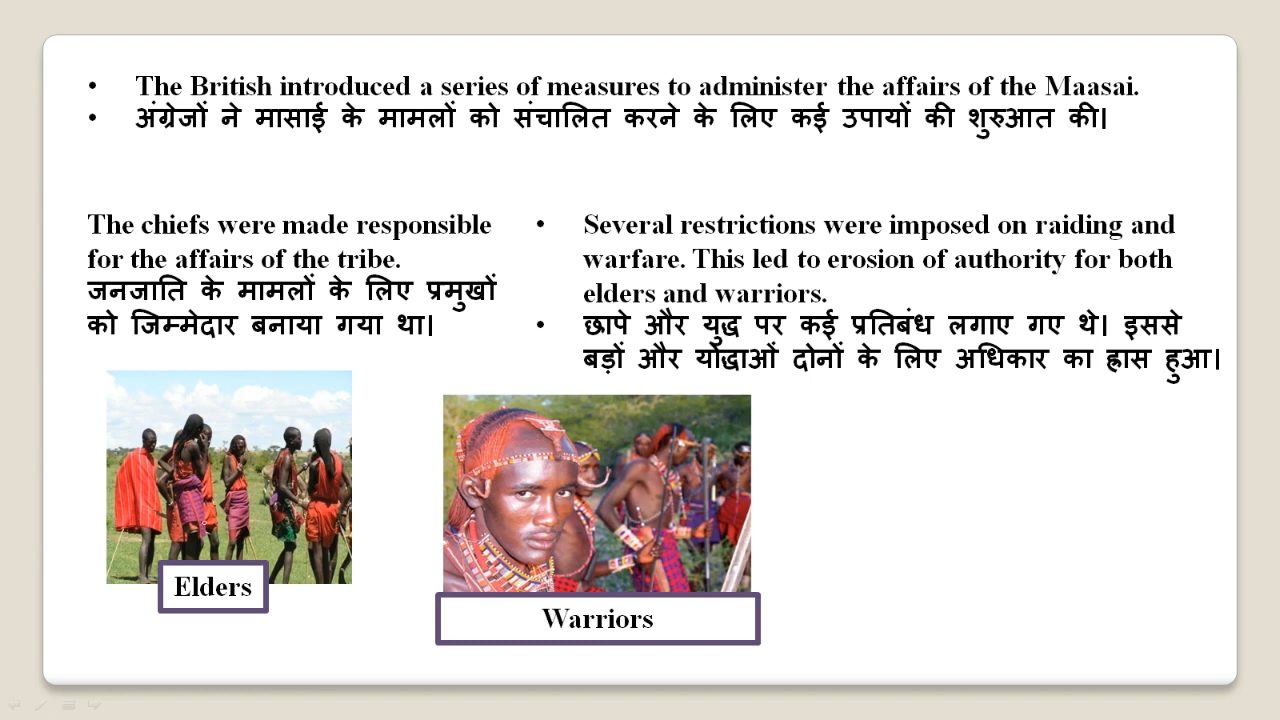 • The British introduced a series of measures to administer the affairs of the Maasai.
• अंग्रेजों ने मासाई के मामलों को संचालित करने के लिए कई उपायों की शुरुआत की।
The chiefs were made responsible
for the affairs of the tribe.
जनजाति के मामलों के लिए प्रमुखों
को जिम्मेदार बनाया गया था।
• Several restrictions were imposed on raiding and
warfare. This led to erosion of authority for both
elders and warriors.
• छापे और युद्ध पर कई प्रतिबंध लगाए गए थे। इससे
बड़ों और योद्धाओं दोनों के लिए अधिकार का ह्रास हुआ।
Elders
Warriors